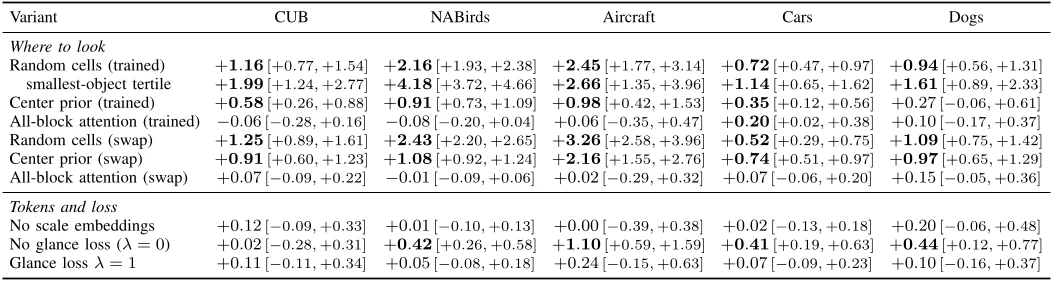 Variant CUB NABirds Aircraft Cars Dogs
Where to look
Random cells (trained) +1.16 [+0.77, +1.54] +2.16 [+1.93, +2.38] +2.45 [+1.77, +3.14] +0.72 [+0.47, +0.97] +0.94 [+0.56, +1.31]
smallest-object tertile +1.99 [+1.24, +2.77] +4.18 [+3.72, +4.66] +2.66 [+1.35, +3.96] +1.14 [+0.65, +1.62] +1.61 [+0.89, +2.33]
Center prior (trained) +0.58 [+0.26, +0.88] +0.91 [+0.73, +1.09] +0.98 [+0.42, +1.53] +0.35 [+0.12, +0.56] +0.27 [−0.06, +0.61]
All-block attention (trained) −0.06 [−0.28, +0.16] −0.08 [−0.20, +0.04] +0.06 [−0.35, +0.47] +0.20 [+0.02, +0.38] +0.10 [−0.17, +0.37]
Random cells (swap) +1.25 [+0.89, +1.61] +2.43 [+2.20, +2.65] +3.26 [+2.58, +3.96] +0.52 [+0.29, +0.75] +1.09 [+0.75, +1.42]
Center prior (swap) +0.91 [+0.60, +1.23] +1.08 [+0.92, +1.24] +2.16 [+1.55, +2.76] +0.74 [+0.51, +0.97] +0.97 [+0.65, +1.29]
All-block attention (swap) +0.07 [−0.09, +0.22] −0.01 [−0.09, +0.06] +0.02 [−0.29, +0.32] +0.07 [−0.06, +0.20] +0.15 [−0.05, +0.36]
Tokens and loss
No scale embeddings +0.12 [−0.09, +0.33] +0.01 [−0.10, +0.13] +0.00 [−0.39, +0.38] +0.02 [−0.13, +0.18] +0.20 [−0.06, +0.48]
No glance loss (λ = 0) +0.02 [−0.28, +0.31] +0.42 [+0.26, +0.58] +1.10 [+0.59, +1.59] +0.41 [+0.19, +0.63] +0.44 [+0.12, +0.77]
Glance loss λ = 1 +0.11 [−0.11, +0.34] +0.05 [−0.08, +0.18] +0.24 [−0.15, +0.63] +0.07 [−0.09, +0.23] +0.10 [−0.16, +0.37]